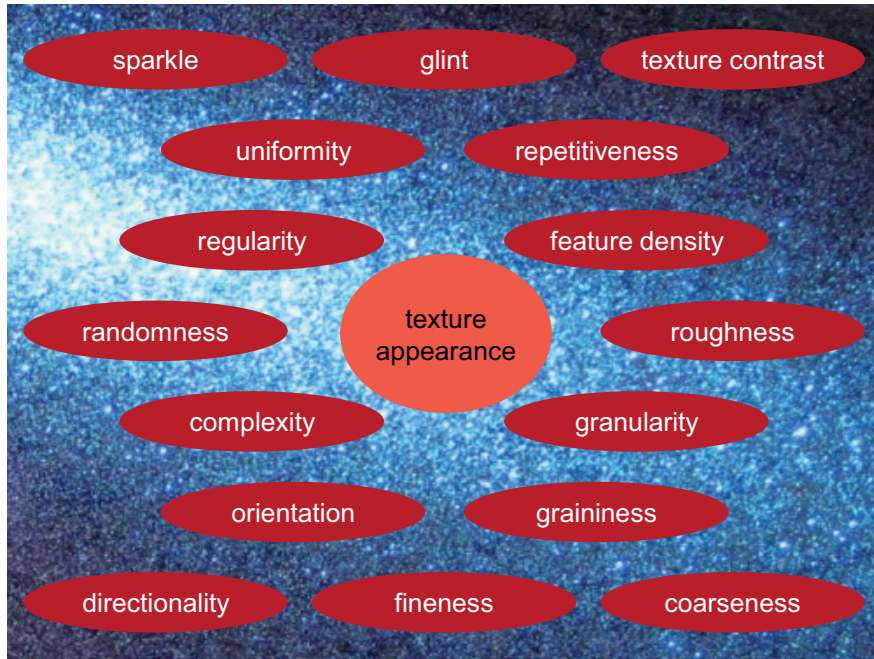 sparkle
glint
texture contrast
uniformity
repetitiveness
regularity
feature density
texture
appearance
randomness
roughness
complexity
granularity
orientation
graininess
directionality
fineness
coarseness